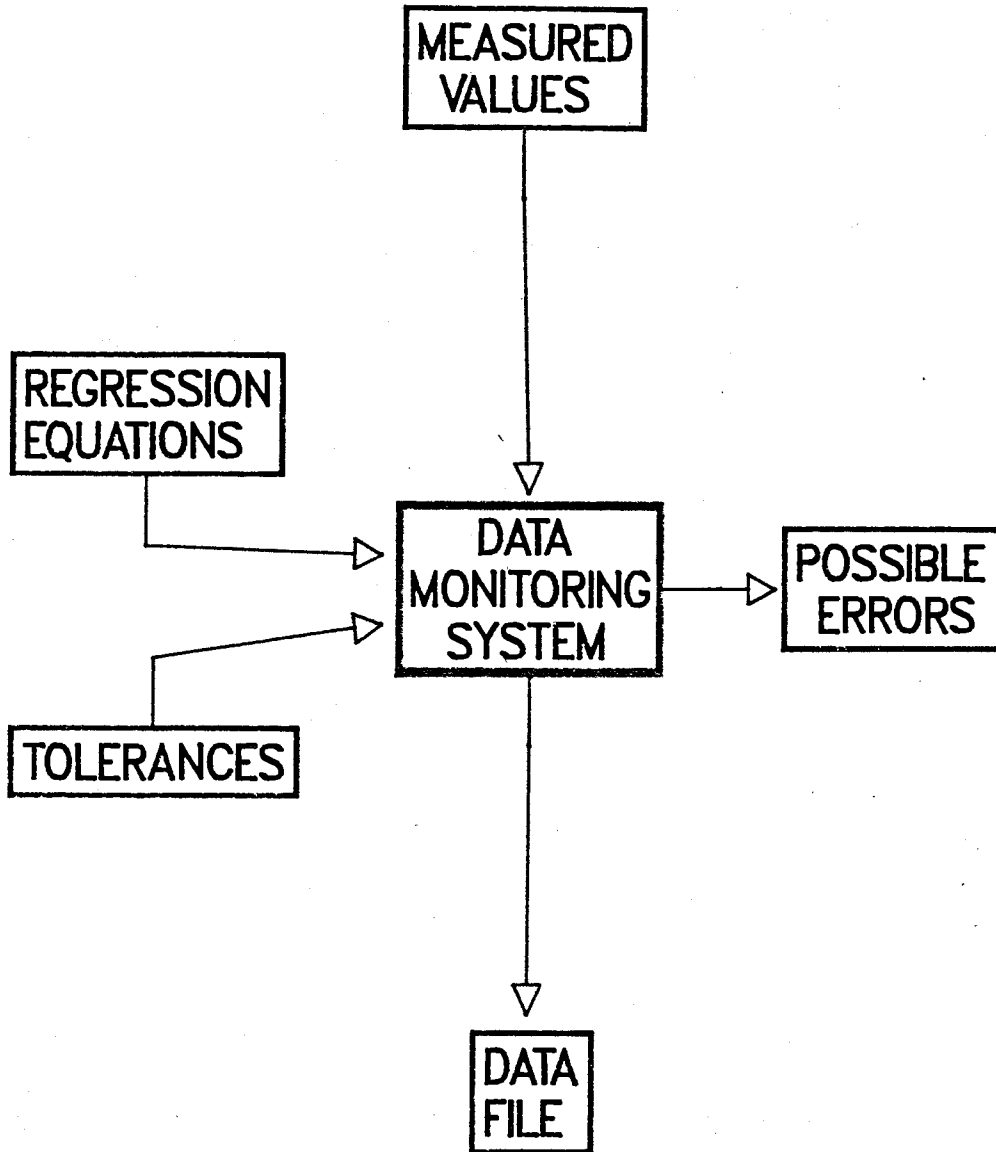 MEASURED
VALUES
REGRESSION
EQUATIONS
DATA
MONITORING
SYSTEM
POSSIBLE
ERRORS
TOLERANCES
DATA
FILE